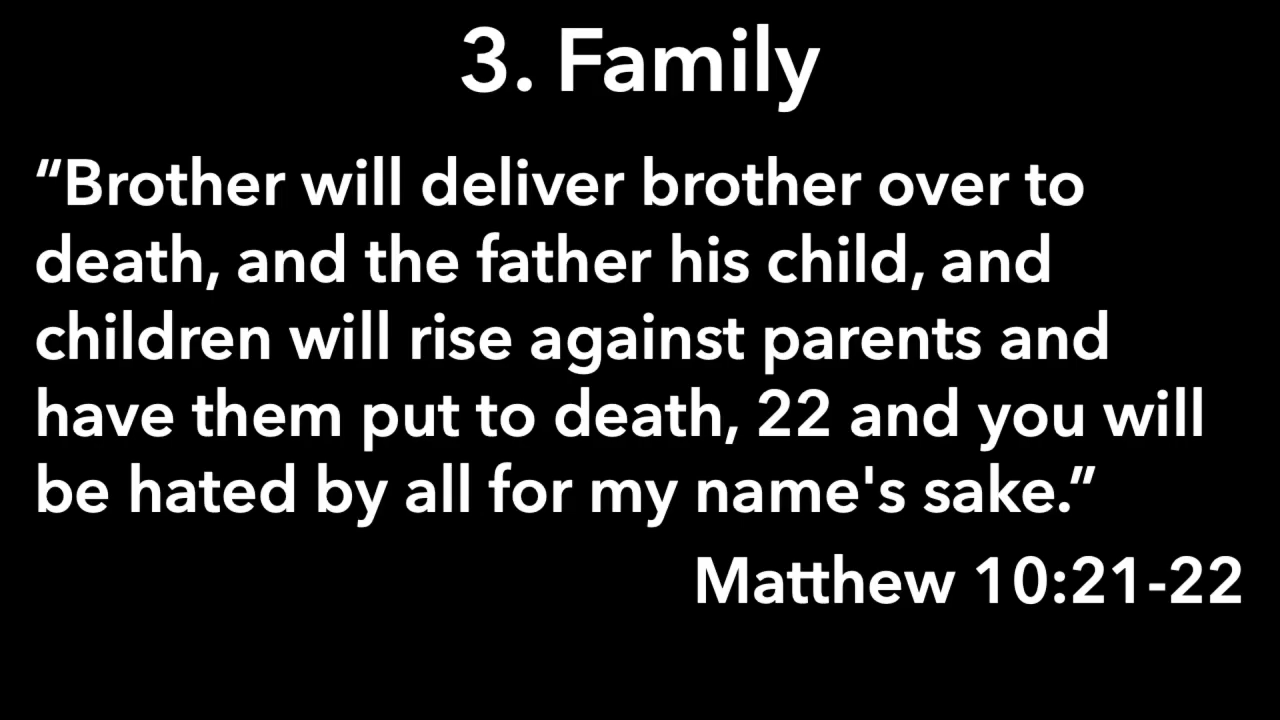 3. Family
“Brother will deliver brother over to
death, and the father his child, and
children will rise against parents and
have them put to death, 22 and you will
be hated by all for my name's sake.”
Matthew 10:21-22